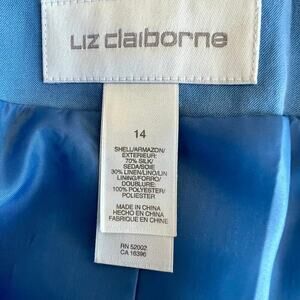 Liz claiborne
14
SHELL/ARMAZON/
EXTERIEUR:
70% SILK/
SEDA/SOIE
30% LINEN/LINO/LIN
LINING/FORRO/
DOUBLURE:
100% POLYESTER/
POLIESTER
MADE IN CHINA
HECHO EN CHINA
FABRIQUE EN CHINE
RN 52002
CA 16396